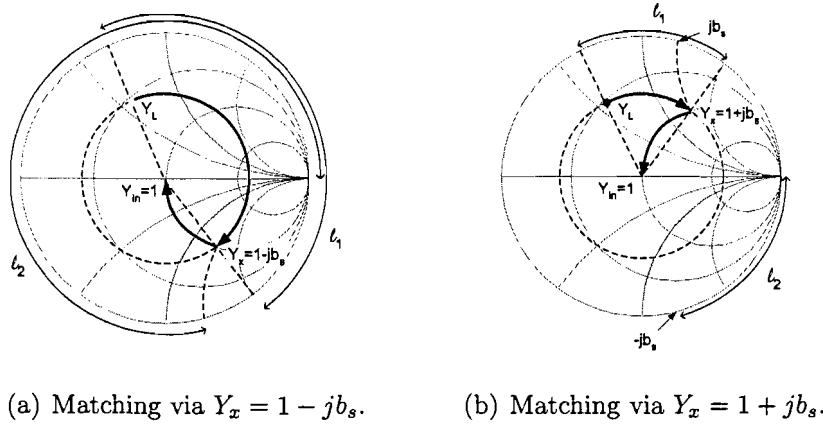 ℓ₁
Y_L
Y_in=1
Y_x=1-jb_s
ℓ₁
ℓ₂
ℓ₁
jb_s
Y_L
Y_x=1+jb_s
Y_in=1
ℓ₂
-jb_s
(a) Matching via Y_x = 1 − jb_s.
(b) Matching via Y_x = 1 + jb_s.